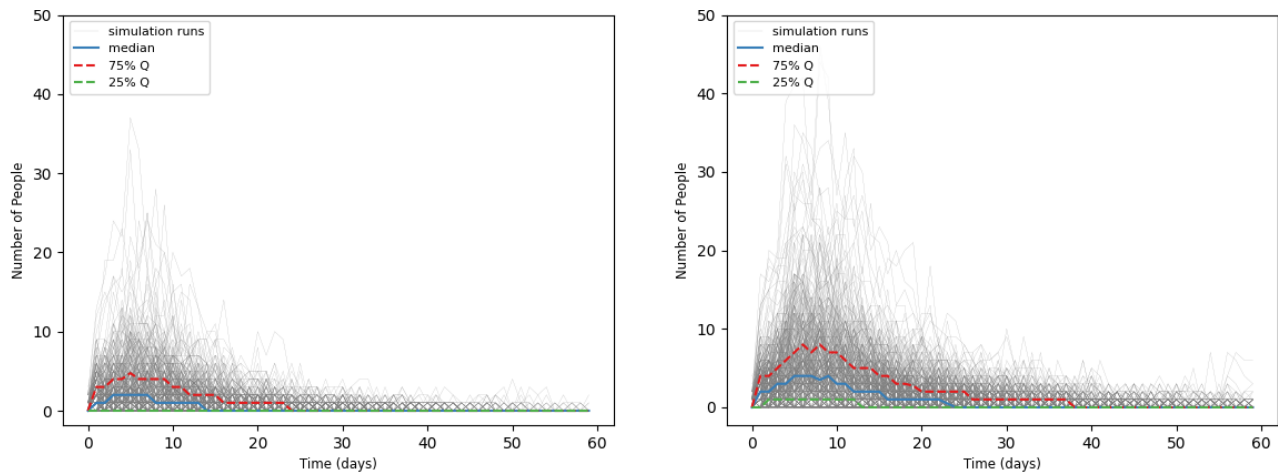 50
40
30
20
10
0
Number of People
simulation runs
median
75% Q
25% Q
0 10 20 30 40 50 60
Time (days)
50
40
30
20
10
0
Number of People
simulation runs
median
75% Q
25% Q
0 10 20 30 40 50 60
Time (days)